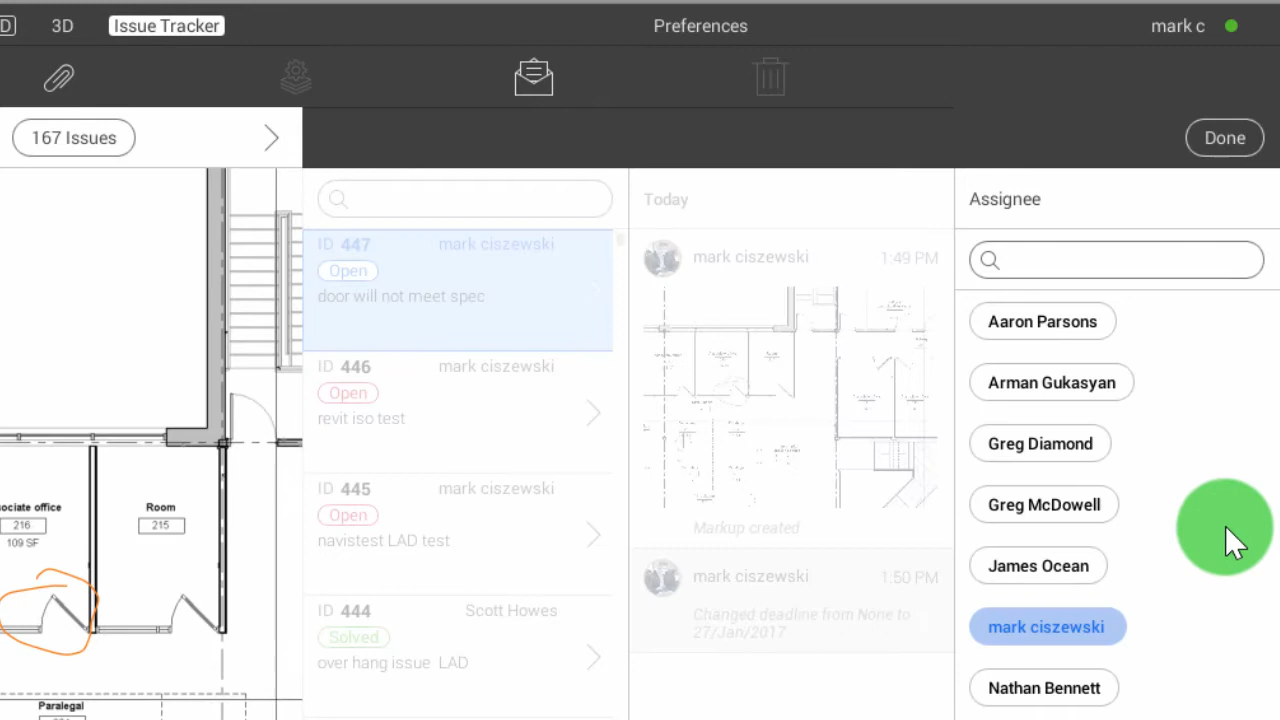 D 3D Issue Tracker Preferences mark c
167 Issues
Done
Today
Assignee
ID 447 mark ciszewski
Open
door will not meet spec
ID 446 mark ciszewski
Open
revit iso test
ID 445 mark ciszewski
Open
navistest LAD test
ID 444 Scott Howes
Solved
over hang issue LAD
mark ciszewski 1:49 PM
Markup created
mark ciszewski 1:50 PM
Changed deadline from None to
27/Jan/2017
Aaron Parsons
Arman Gukasyan
Greg Diamond
Greg McDowell
James Ocean
mark ciszewski
Nathan Bennett
ociate office
216
109 SF
Room
215
Paralegal